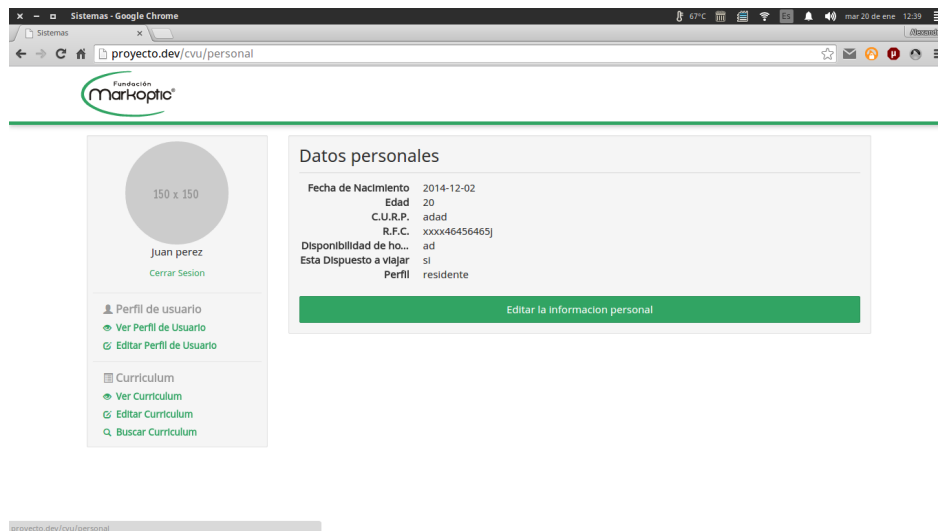 Sistemas - Google Chrome
67°C
Es
mar 20 de ene 12:39
Sistemas
proyecto.dev/cvu/personal
Fundación
Markoptic
150 x 150
Juan perez
Cerrar Sesion
Perfil de usuario
Ver Perfil de Usuario
Editar Perfil de Usuario
Curriculum
Ver Curriculum
Editar Curriculum
Buscar Curriculum
Datos personales
Fecha de Nacimiento 2014-12-02
Edad 20
C.U.R.P. adad
R.F.C. xxxx46456465j
Disponibilidad de ho... ad
Esta Dispuesto a viajar si
Perfil residente
Editar la informacion personal
proyecto.dev/cvu/personal